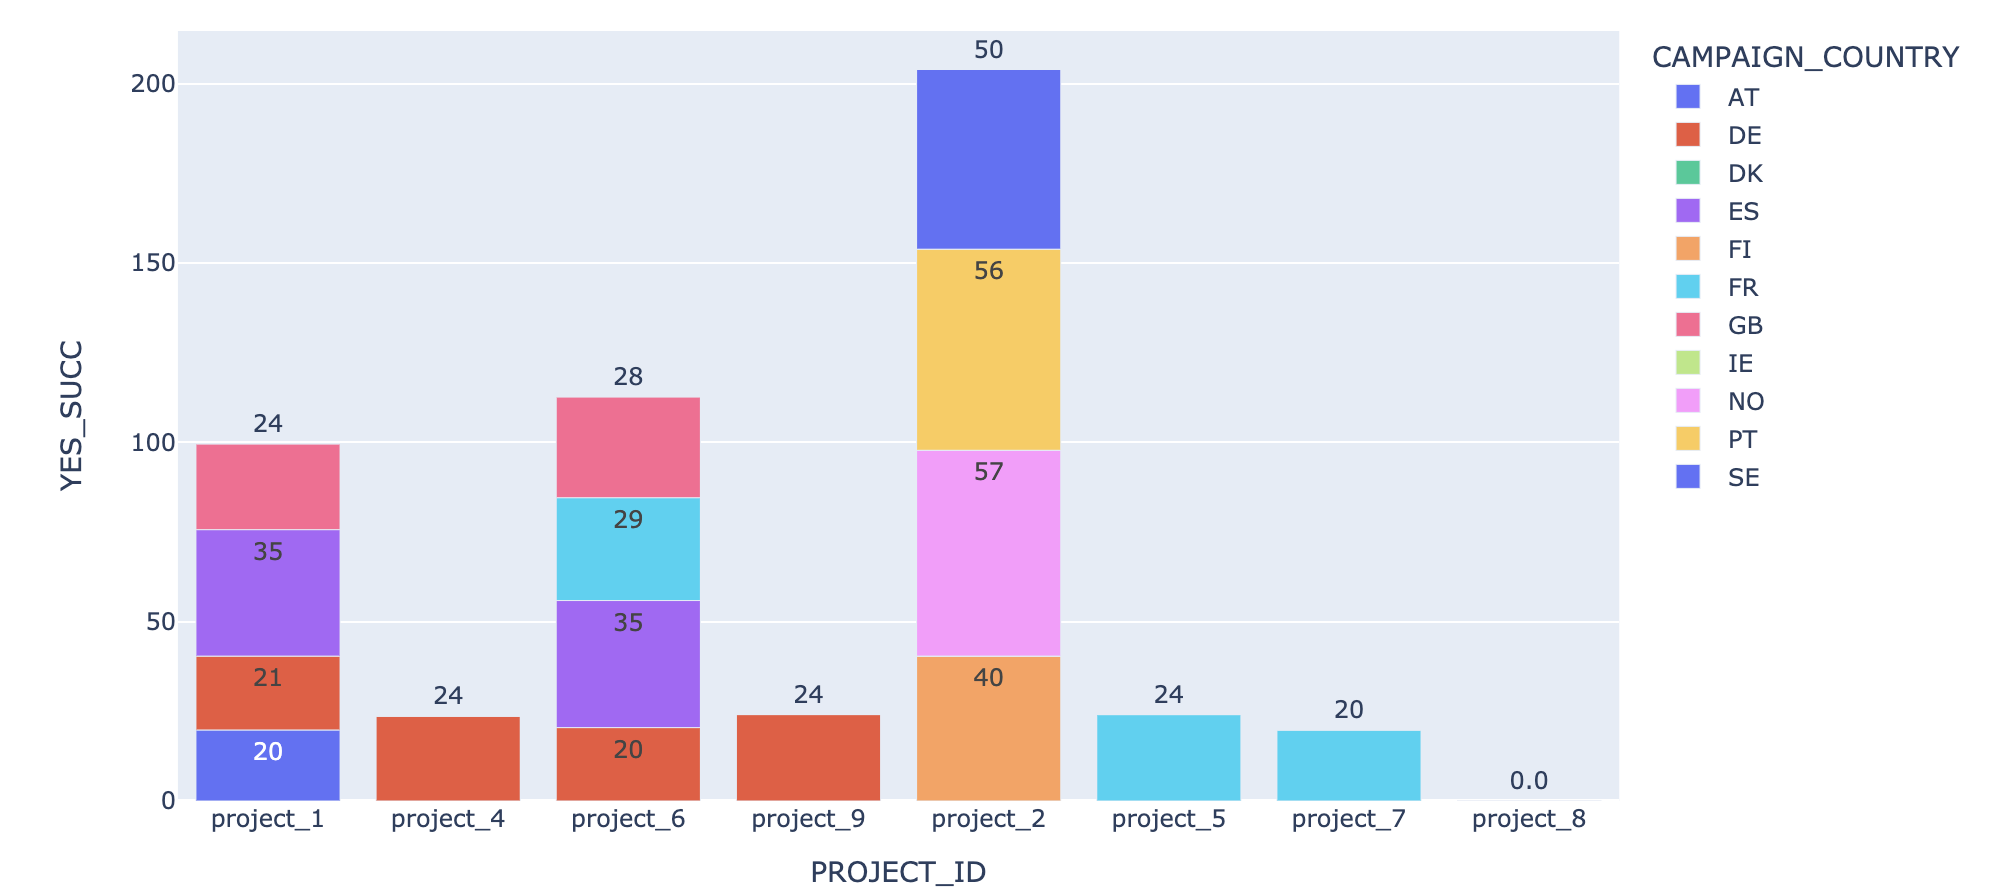 50
CAMPAIGN_COUNTRY
AT
DE
DK
ES
FI
FR
GB
IE
NO
PT
SE
200
150
100
50
0
YES_SUCC
24
35
21
20
24
28
29
35
20
24
56
57
40
24
20
0.0
project_1 project_4 project_6 project_9 project_2 project_5 project_7 project_8
PROJECT_ID